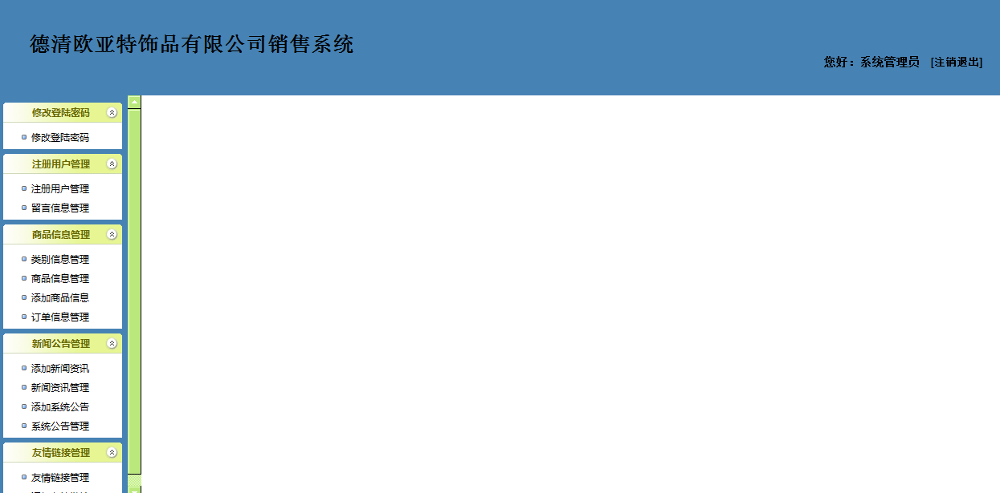 德清欧亚特饰品有限公司销售系统
您好：系统管理员 [注销退出]
修改登陆密码
修改登陆密码
注册用户管理
注册用户管理
留言信息管理
商品信息管理
类别信息管理
商品信息管理
添加商品信息
订单信息管理
新闻公告管理
添加新闻资讯
新闻资讯管理
添加系统公告
系统公告管理
友情链接管理
友情链接管理